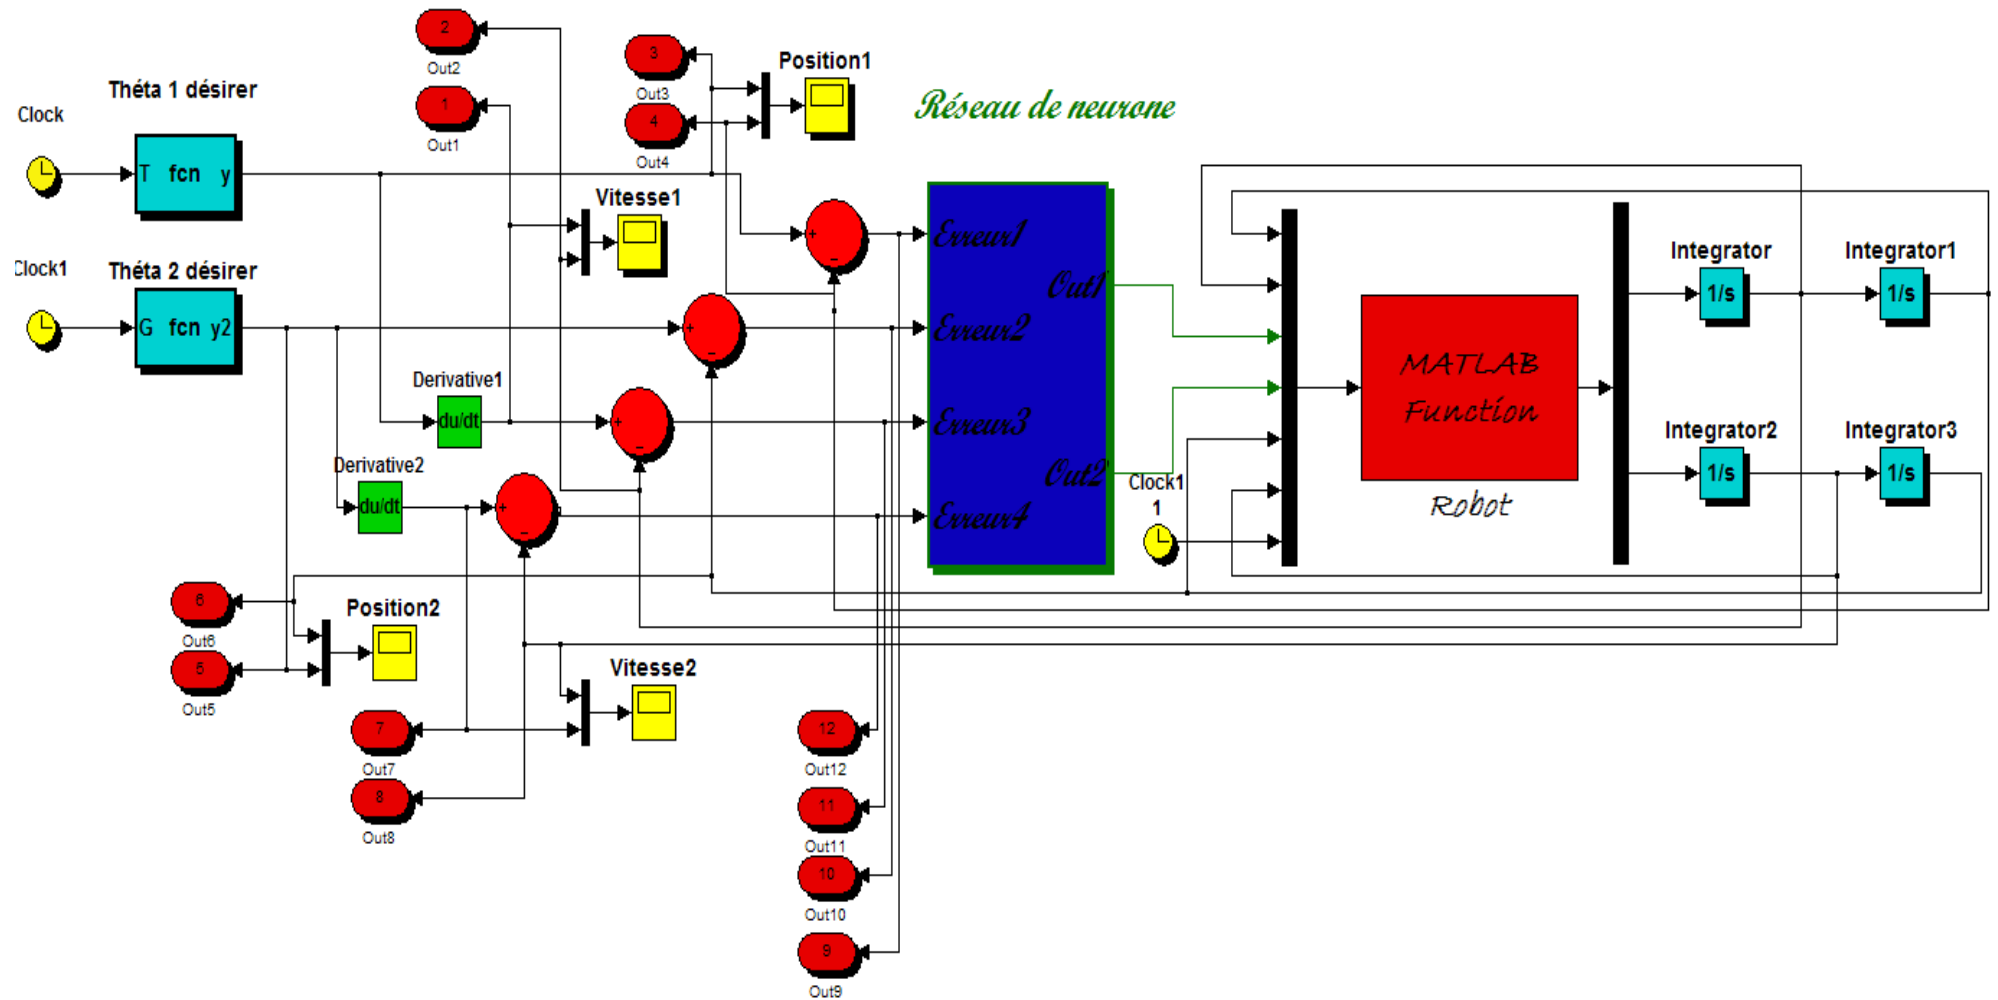 2
Out2
3
Out3
Position1
Théta 1 désirer
Clock
1
Out1
4
Out4
Réseau de neurone
T fcn y
Vitesse1
Erreur1
Integrator
Integrator1
Clock1
Théta 2 désirer
G fcn y2
Out1
1/s
1/s
Erreur2
MATLAB
Function
Robot
Derivative1
du/dt
Erreur3
Integrator2
Integrator3
Derivative2
du/dt
Out2
1/s
1/s
Clock1
1
Erreur4
6
Out6
Position2
5
Out5
Vitesse2
7
Out7
8
Out8
12
Out12
11
Out11
10
Out10
9
Out9
+
-
+
-
+
-
+
-